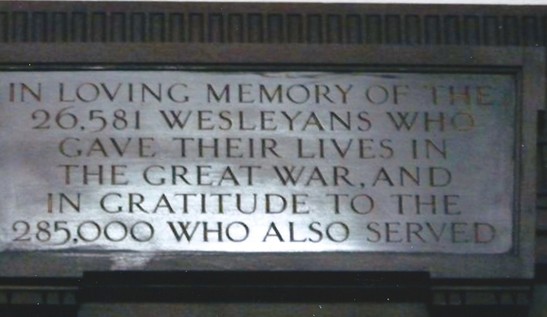 IN LOVING MEMORY OF THE
26,581 WESLEYANS WHO
GAVE THEIR LIVES IN
THE GREAT WAR, AND
IN GRATITUDE TO THE
285,000 WHO ALSO SERVED